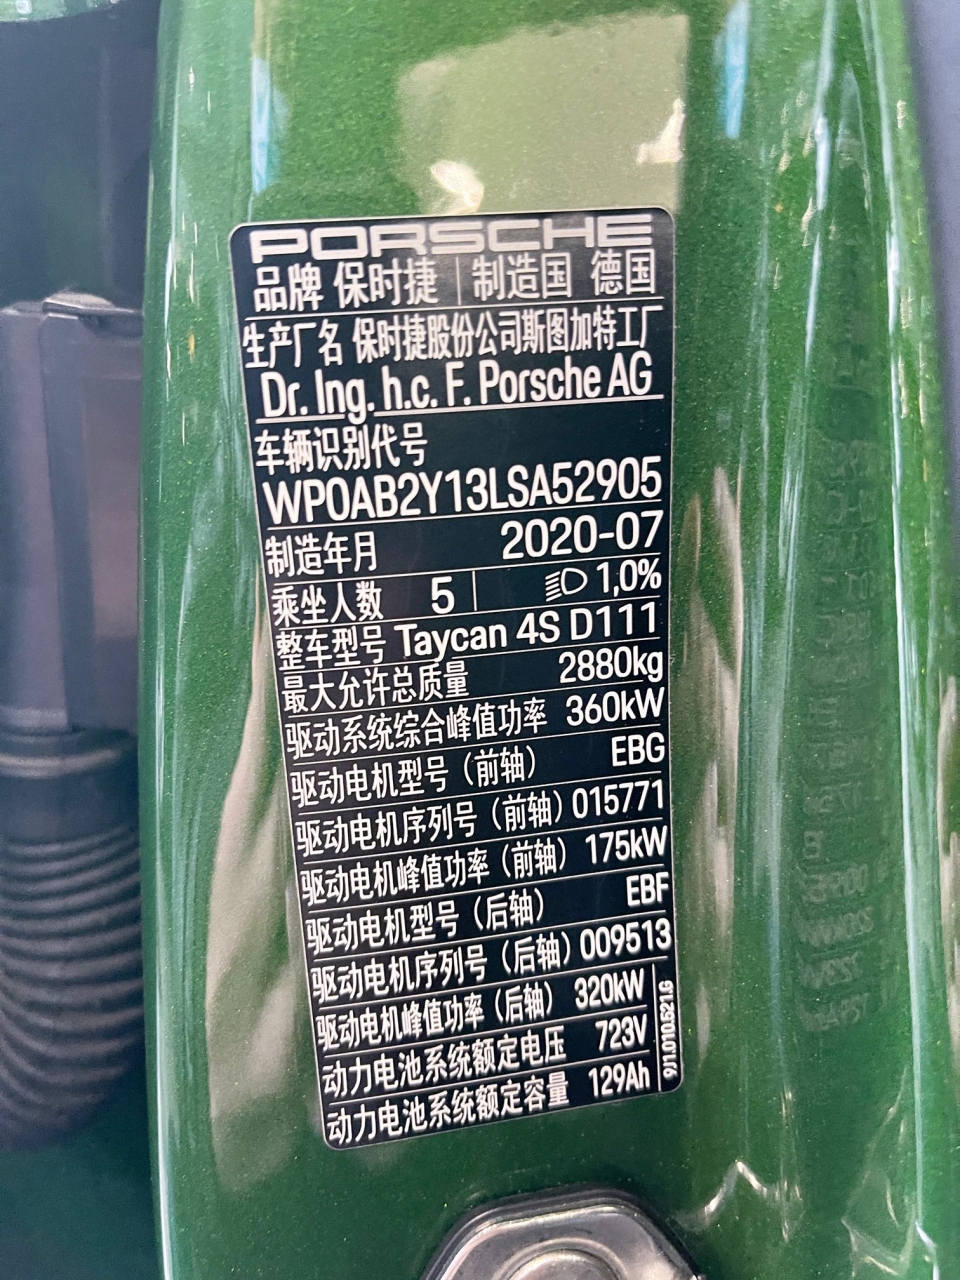 PORSCHE
品牌 保时捷 | 制造国 德国
生产厂名 保时捷股份公司斯图加特工厂
Dr. Ing. h.c. F. Porsche AG
车辆识别代号
WP0AB2Y13LSA52905
制造年月 2020-07
乘坐人数 5 | 1,0%
整车型号 Taycan 4S D111
最大允许总质量 2880kg
驱动系统综合峰值功率 360kW
驱动电机型号（前轴） EBG
驱动电机序列号（前轴） 015771
驱动电机峰值功率（前轴） 175kW
驱动电机型号（后轴） EBF
驱动电机序列号（后轴） 009513
驱动电机峰值功率（后轴） 320kW
动力电池系统额定电压 723V
动力电池系统额定容量 129Ah
9J1.010.621.G